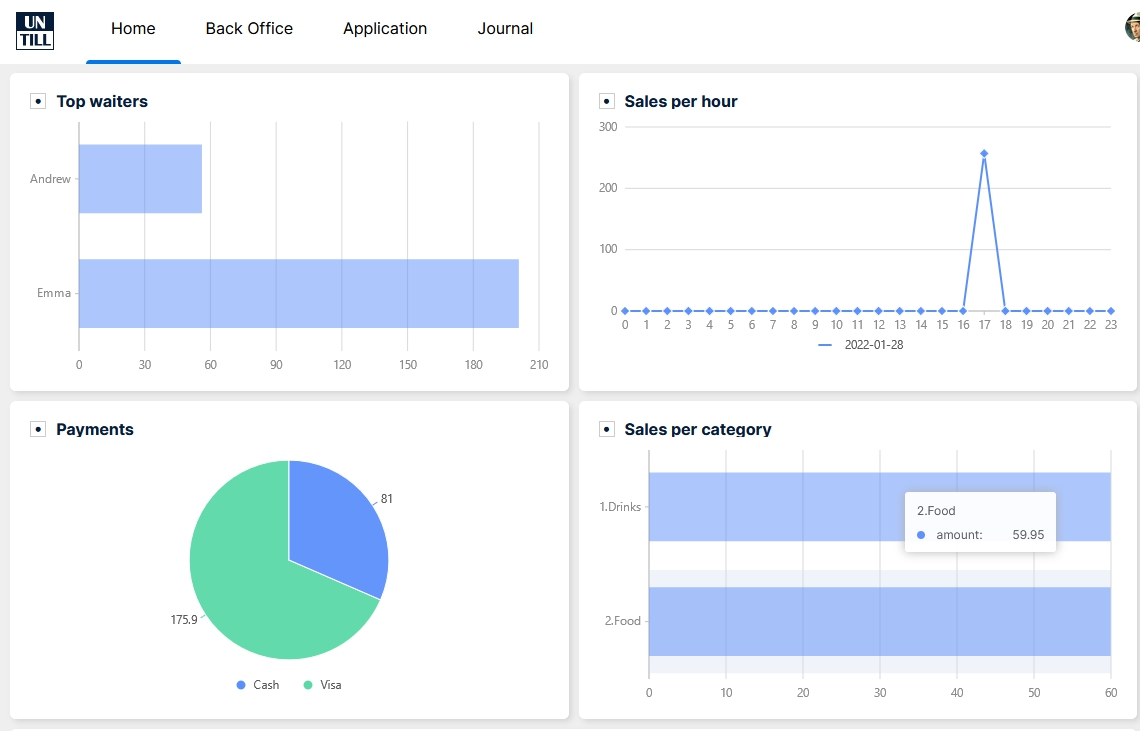 UN
TILL
Home Back Office Application Journal
Top waiters
Andrew
Emma
0 30 60 90 120 150 180 210
Sales per hour
300
200
100
0
0 1 2 3 4 5 6 7 8 9 10 11 12 13 14 15 16 17 18 19 20 21 22 23
2022-01-28
Payments
81
175.9
Cash Visa
Sales per category
1.Drinks
2.Food
amount: 59.95
2.Food
0 10 20 30 40 50 60